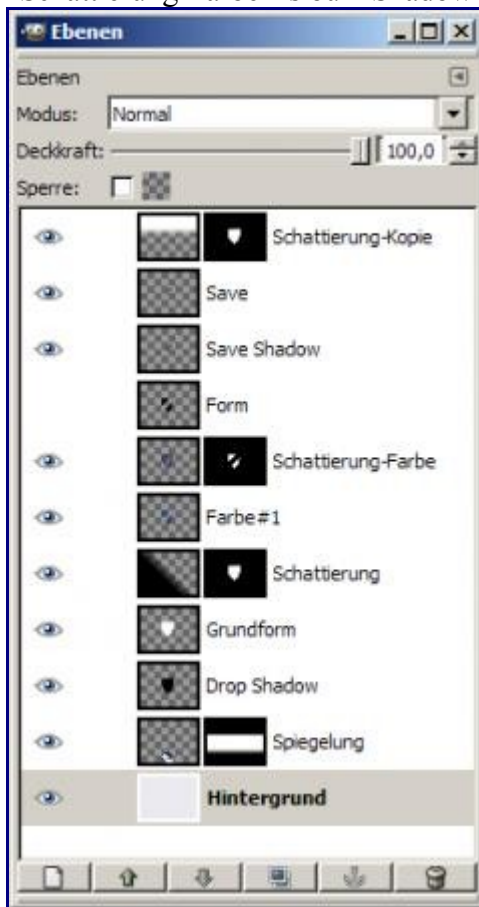 Ebenen
Ebenen
Modus: Normal
Deckkraft: 100,0
Sperre:
Schattierung-Kopie
Save
Save Shadow
Form
Schattierung-Farbe
Farbe#1
Schattierung
Grundform
Drop Shadow
Spiegelung
Hintergrund